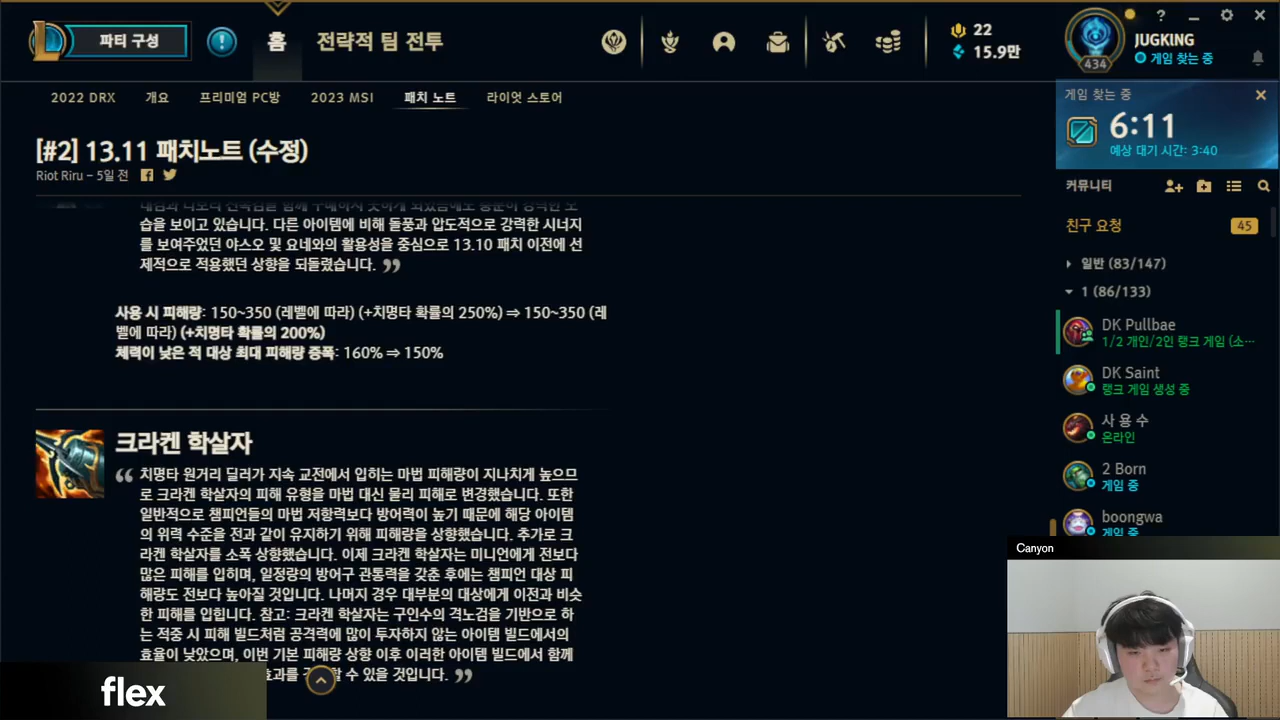 파티 구성
홈
전략적 팀 전투
22
15.9만
434
?
JUGKING
게임 찾는 중
2022 DRX
개요
프리미엄 PC방
2023 MSI
패치 노트
라이엇 스토어
게임 찾는 중
6:11
예상 대기 시간: 3:40
[#2] 13.11 패치노트 (수정)
Riot Riru – 5일 전
습을 보이고 있습니다. 다른 아이템에 비해 돌풍과 압도적으로 강력한 시너지
를 보여주었던 야스오 및 요네와의 활용성을 중심으로 13.10 패치 이전에 선
제적으로 적용했던 상향을 되돌렸습니다.
사용 시 피해량: 150~350 (레벨에 따라) (+치명타 확률의 250%) ⇒ 150~350 (레
벨에 따라) (+치명타 확률의 200%)
체력이 낮은 적 대상 최대 피해량 증폭: 160% ⇒ 150%
크라켄 학살자
치명타 원거리 딜러가 지속 교전에서 입히는 마법 피해량이 지나치게 높으므
로 크라켄 학살자의 피해 유형을 마법 대신 물리 피해로 변경했습니다. 또한
일반적으로 챔피언들의 마법 저항력보다 방어력이 높기 때문에 해당 아이템
의 위력 수준을 전과 같이 유지하기 위해 피해량을 상향했습니다. 추가로 크
라켄 학살자를 소폭 상향했습니다. 이제 크라켄 학살자는 미니언에게 전보다
많은 피해를 입히며, 일정량의 방어구 관통력을 갖춘 후에는 챔피언 대상 피
해량도 전보다 높아질 것입니다. 나머지 경우 대부분의 대상에게 이전과 비슷
한 피해를 입힙니다. 참고: 크라켄 학살자는 구인수의 격노검을 기반으로 하
는 적중 시 피해 빌드처럼 공격력에 많이 투자하지 않는 아이템 빌드에서의
효율이 낮았으며, 이번 기본 피해량 상향 이후 이러한 아이템 빌드에서 함께
수 있을 것입니다.
커뮤니티
친구 요청
45
일반 (83/147)
1 (86/133)
DK Pullbae
1/2 개인/2인 랭크 게임 (소…
DK Saint
랭크 게임 생성 중
사 용 수
온라인
2 Born
게임 중
boongwa
게임 중
Canyon
flex